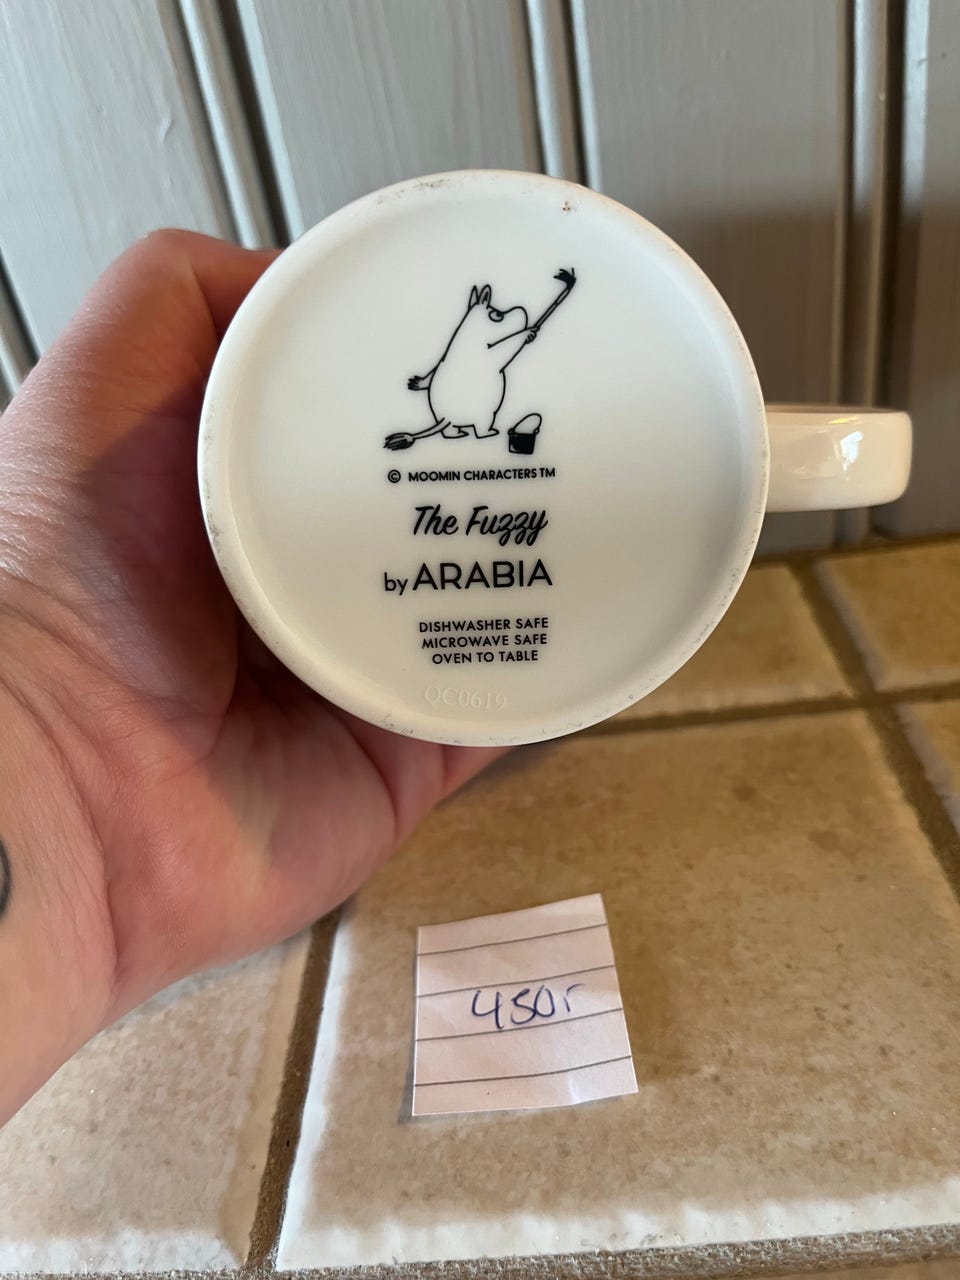 © MOOMIN CHARACTERS TM
The Fuzzy
by ARABIA
DISHWASHER SAFE
MICROWAVE SAFE
OVEN TO TABLE
QC0619
450r